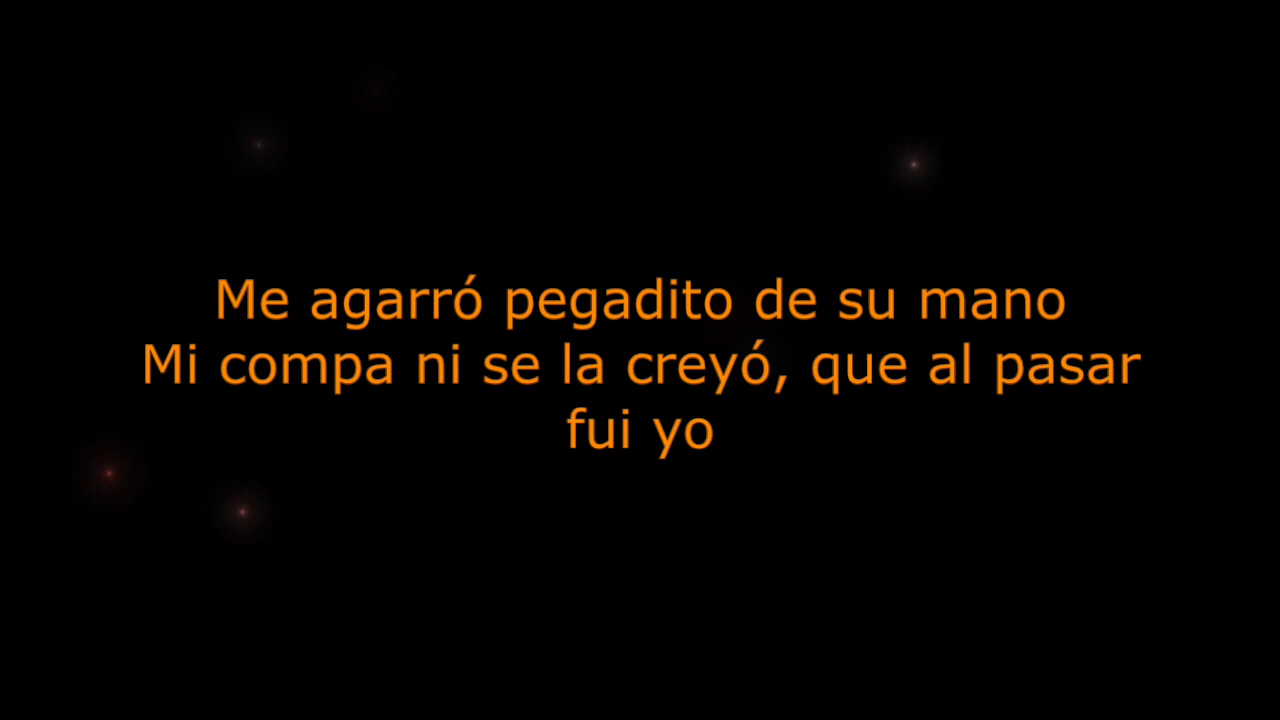 Me agarró pegadito de su mano
Mi compa ni se la creyó, que al pasar
fui yo